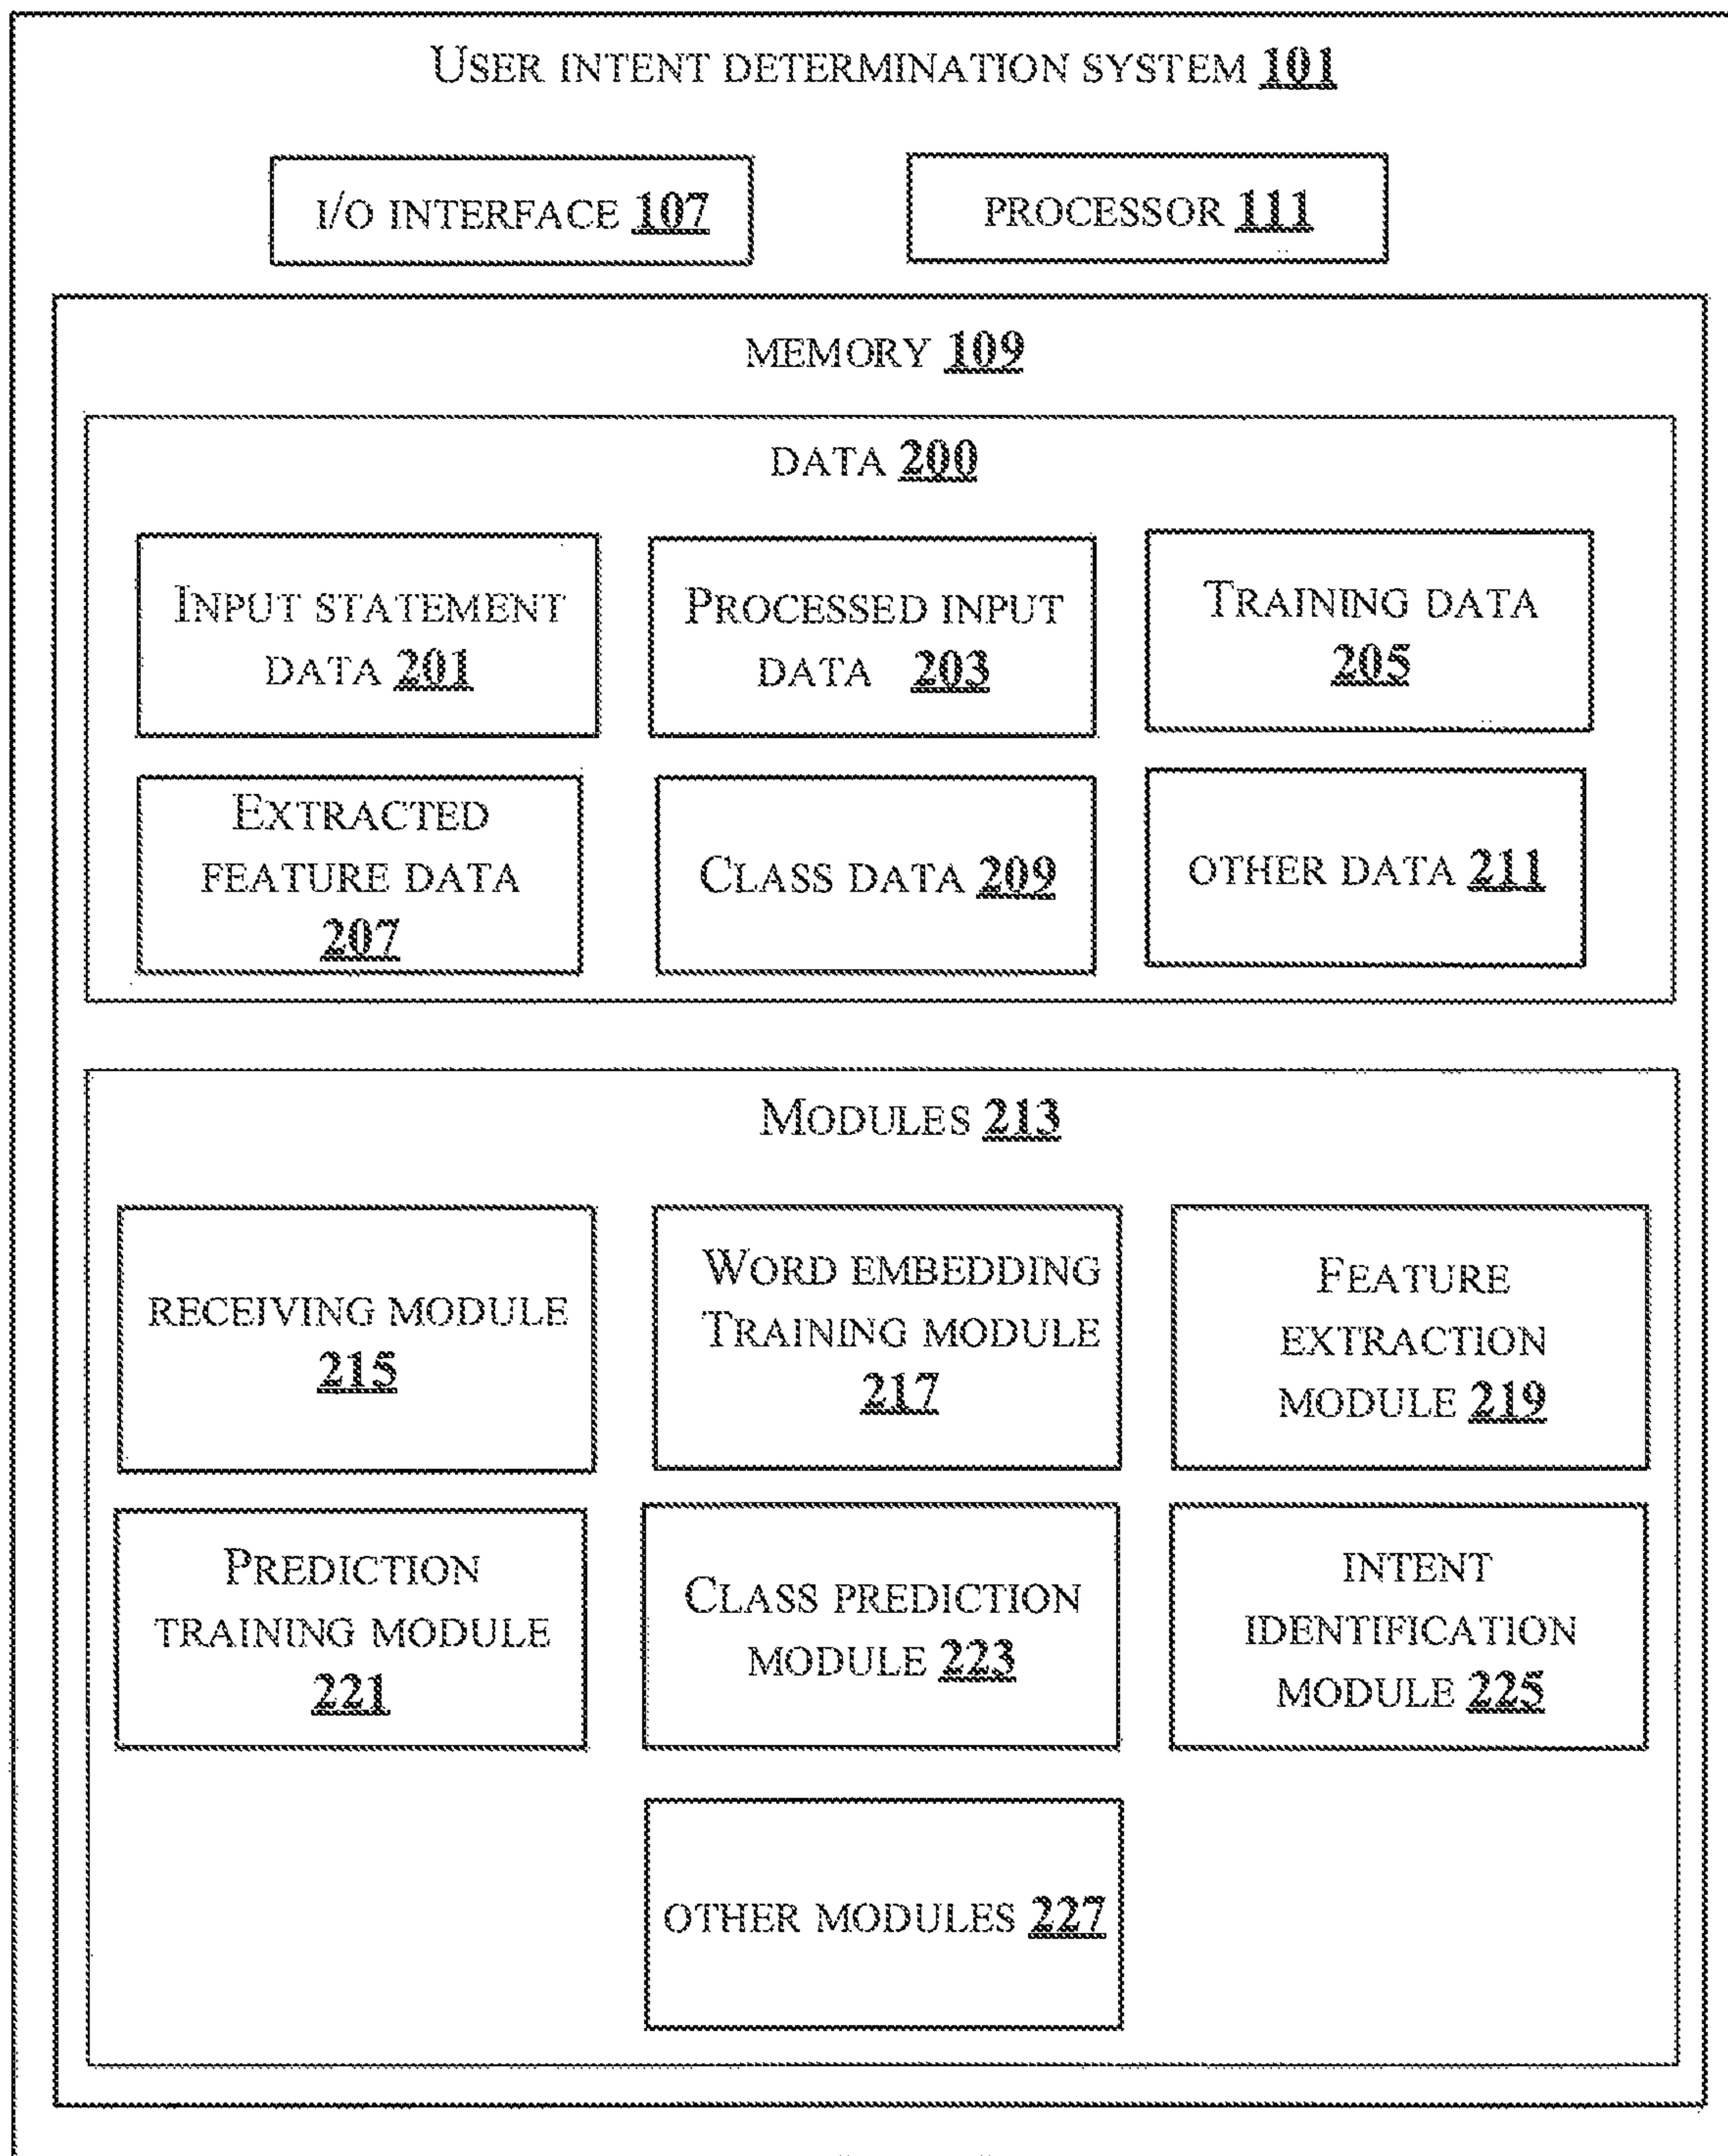 USER INTENT DETERMINATION SYSTEM 101
I/O INTERFACE 107
PROCESSOR 111
MEMORY 109
DATA 200
INPUT STATEMENT
DATA 201
PROCESSED INPUT
DATA 203
TRAINING DATA
205
EXTRACTED
FEATURE DATA
207
CLASS DATA 209
OTHER DATA 211
MODULES 213
RECEIVING MODULE
215
WORD EMBEDDING
TRAINING MODULE
217
FEATURE
EXTRACTION
MODULE 219
PREDICTION
TRAINING MODULE
221
CLASS PREDICTION
MODULE 223
INTENT
IDENTIFICATION
MODULE 225
OTHER MODULES 227